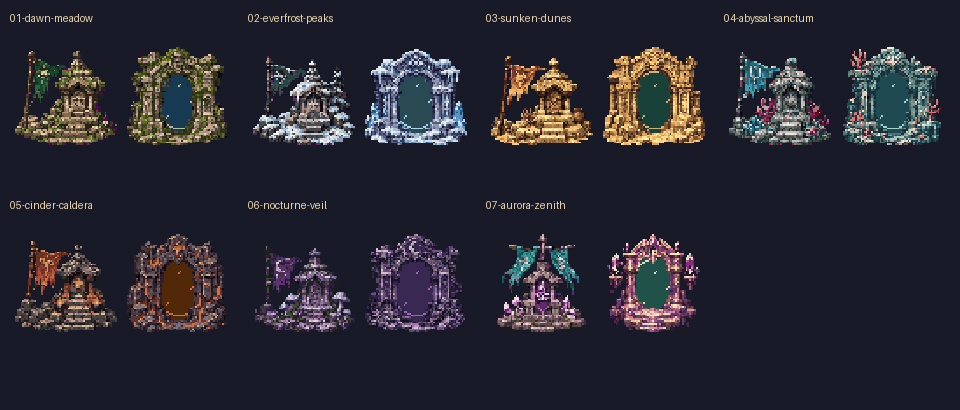 01-dawn-meadow
02-everfrost-peaks
03-sunken-dunes
04-abyssal-sanctum
05-cinder-caldera
06-nocturne-veil
07-aurora-zenith